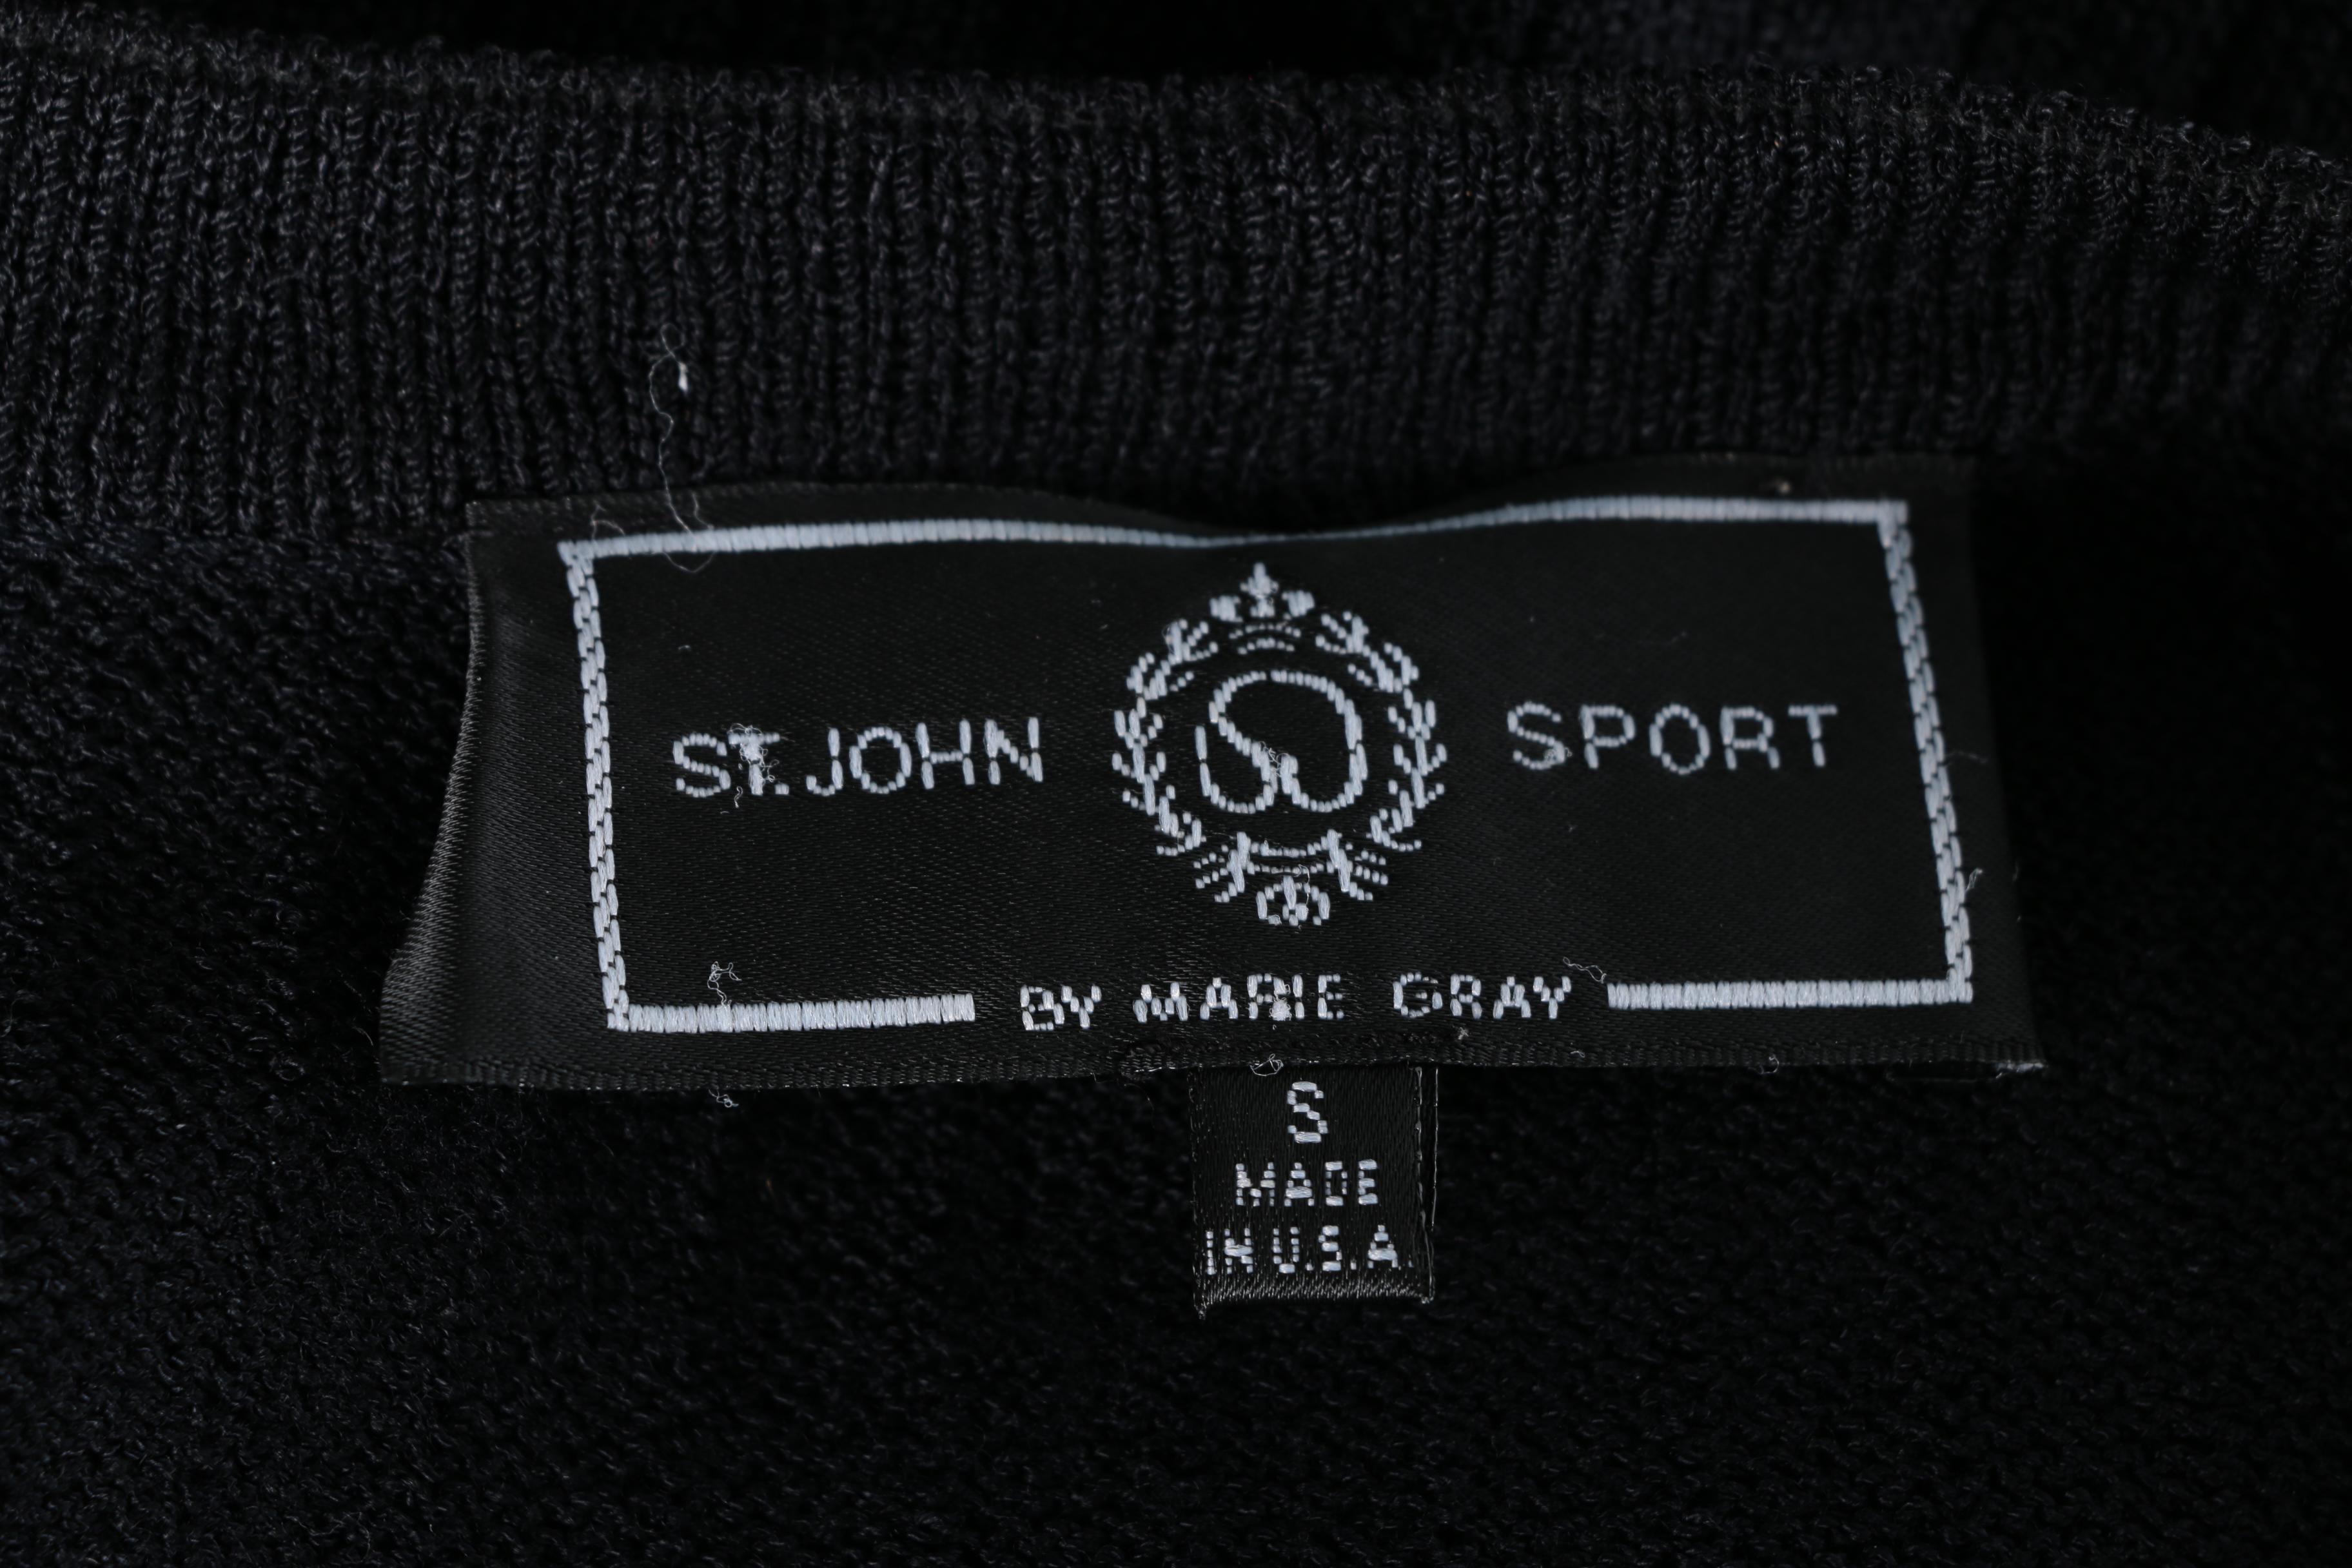 ST. JOHN SJ SPORT
BY MARIE GRAY
S
MADE
IN U.S.A.